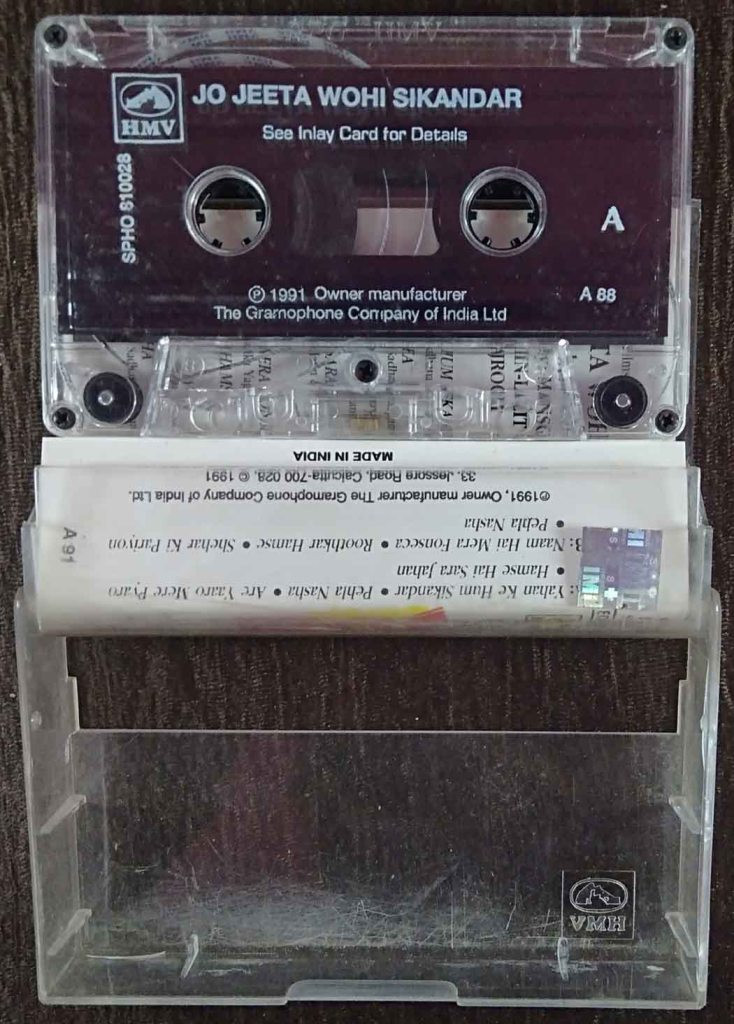 HMV
JO JEETA WOHI SIKANDAR
See Inlay Card for Details
SPHO 810028
A
℗ 1991 Owner manufacturer
A 88
The Gramophone Company of India Ltd
Yahan Ke Hum Sikandar • Pehla Nasha • Are Yaaro Mere Pyaro
• Hamse Hai Sara Jahan
B: Naam Hai Mera Fonseca • Roothkar Hamse • Shehar Ki Pariyon
• Pehla Nasha
A 91
℗1991, Owner manufacturer The Gramophone Company of India Ltd.
33, Jessore Road, Calcutta-700 028. © 1991
MADE IN INDIA
HMV